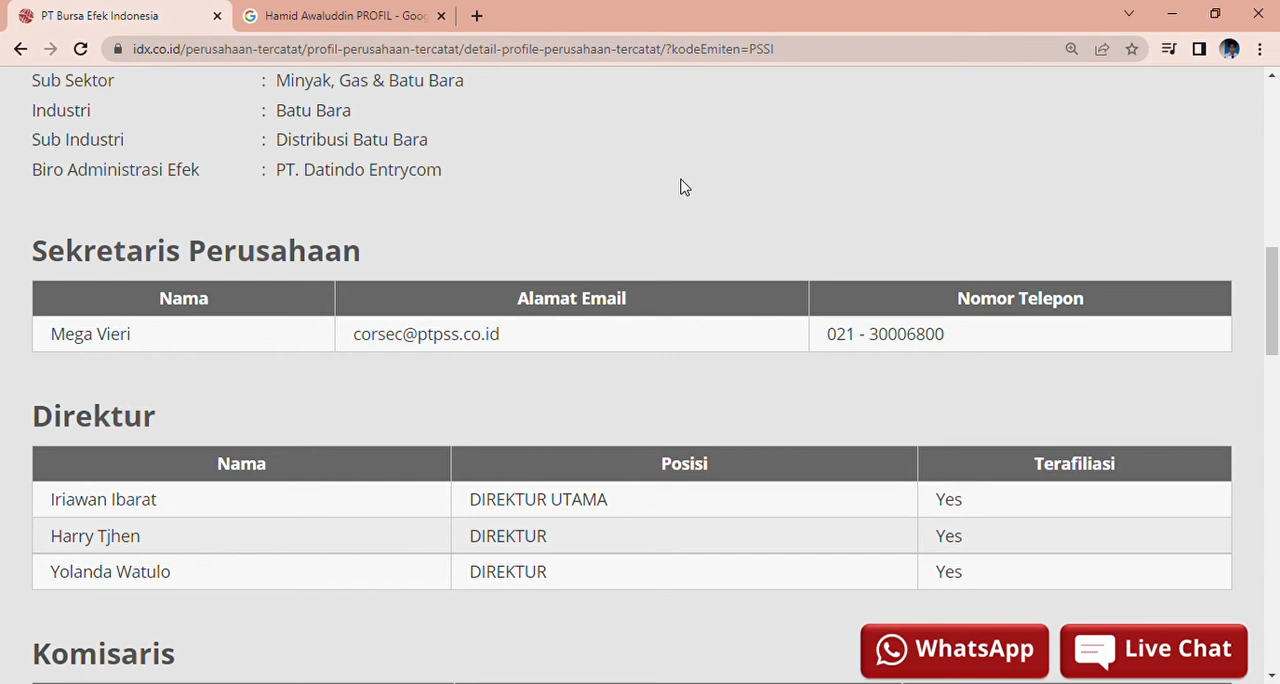 PT Bursa Efek Indonesia
Hamid Awaluddin PROFIL - Goog
idx.co.id/perusahaan-tercatat/profil-perusahaan-tercatat/detail-profile-perusahaan-tercatat/?kodeEmiten=PSSI
Sub Sektor : Minyak, Gas & Batu Bara
Industri : Batu Bara
Sub Industri : Distribusi Batu Bara
Biro Administrasi Efek : PT. Datindo Entrycom
Sekretaris Perusahaan
Nama Alamat Email Nomor Telepon
Mega Vieri corsec@ptpss.co.id 021 - 30006800
Direktur
Nama Posisi Terafiliasi
Iriawan Ibarat DIREKTUR UTAMA Yes
Harry Tjhen DIREKTUR Yes
Yolanda Watulo DIREKTUR Yes
Komisaris
WhatsApp
Live Chat